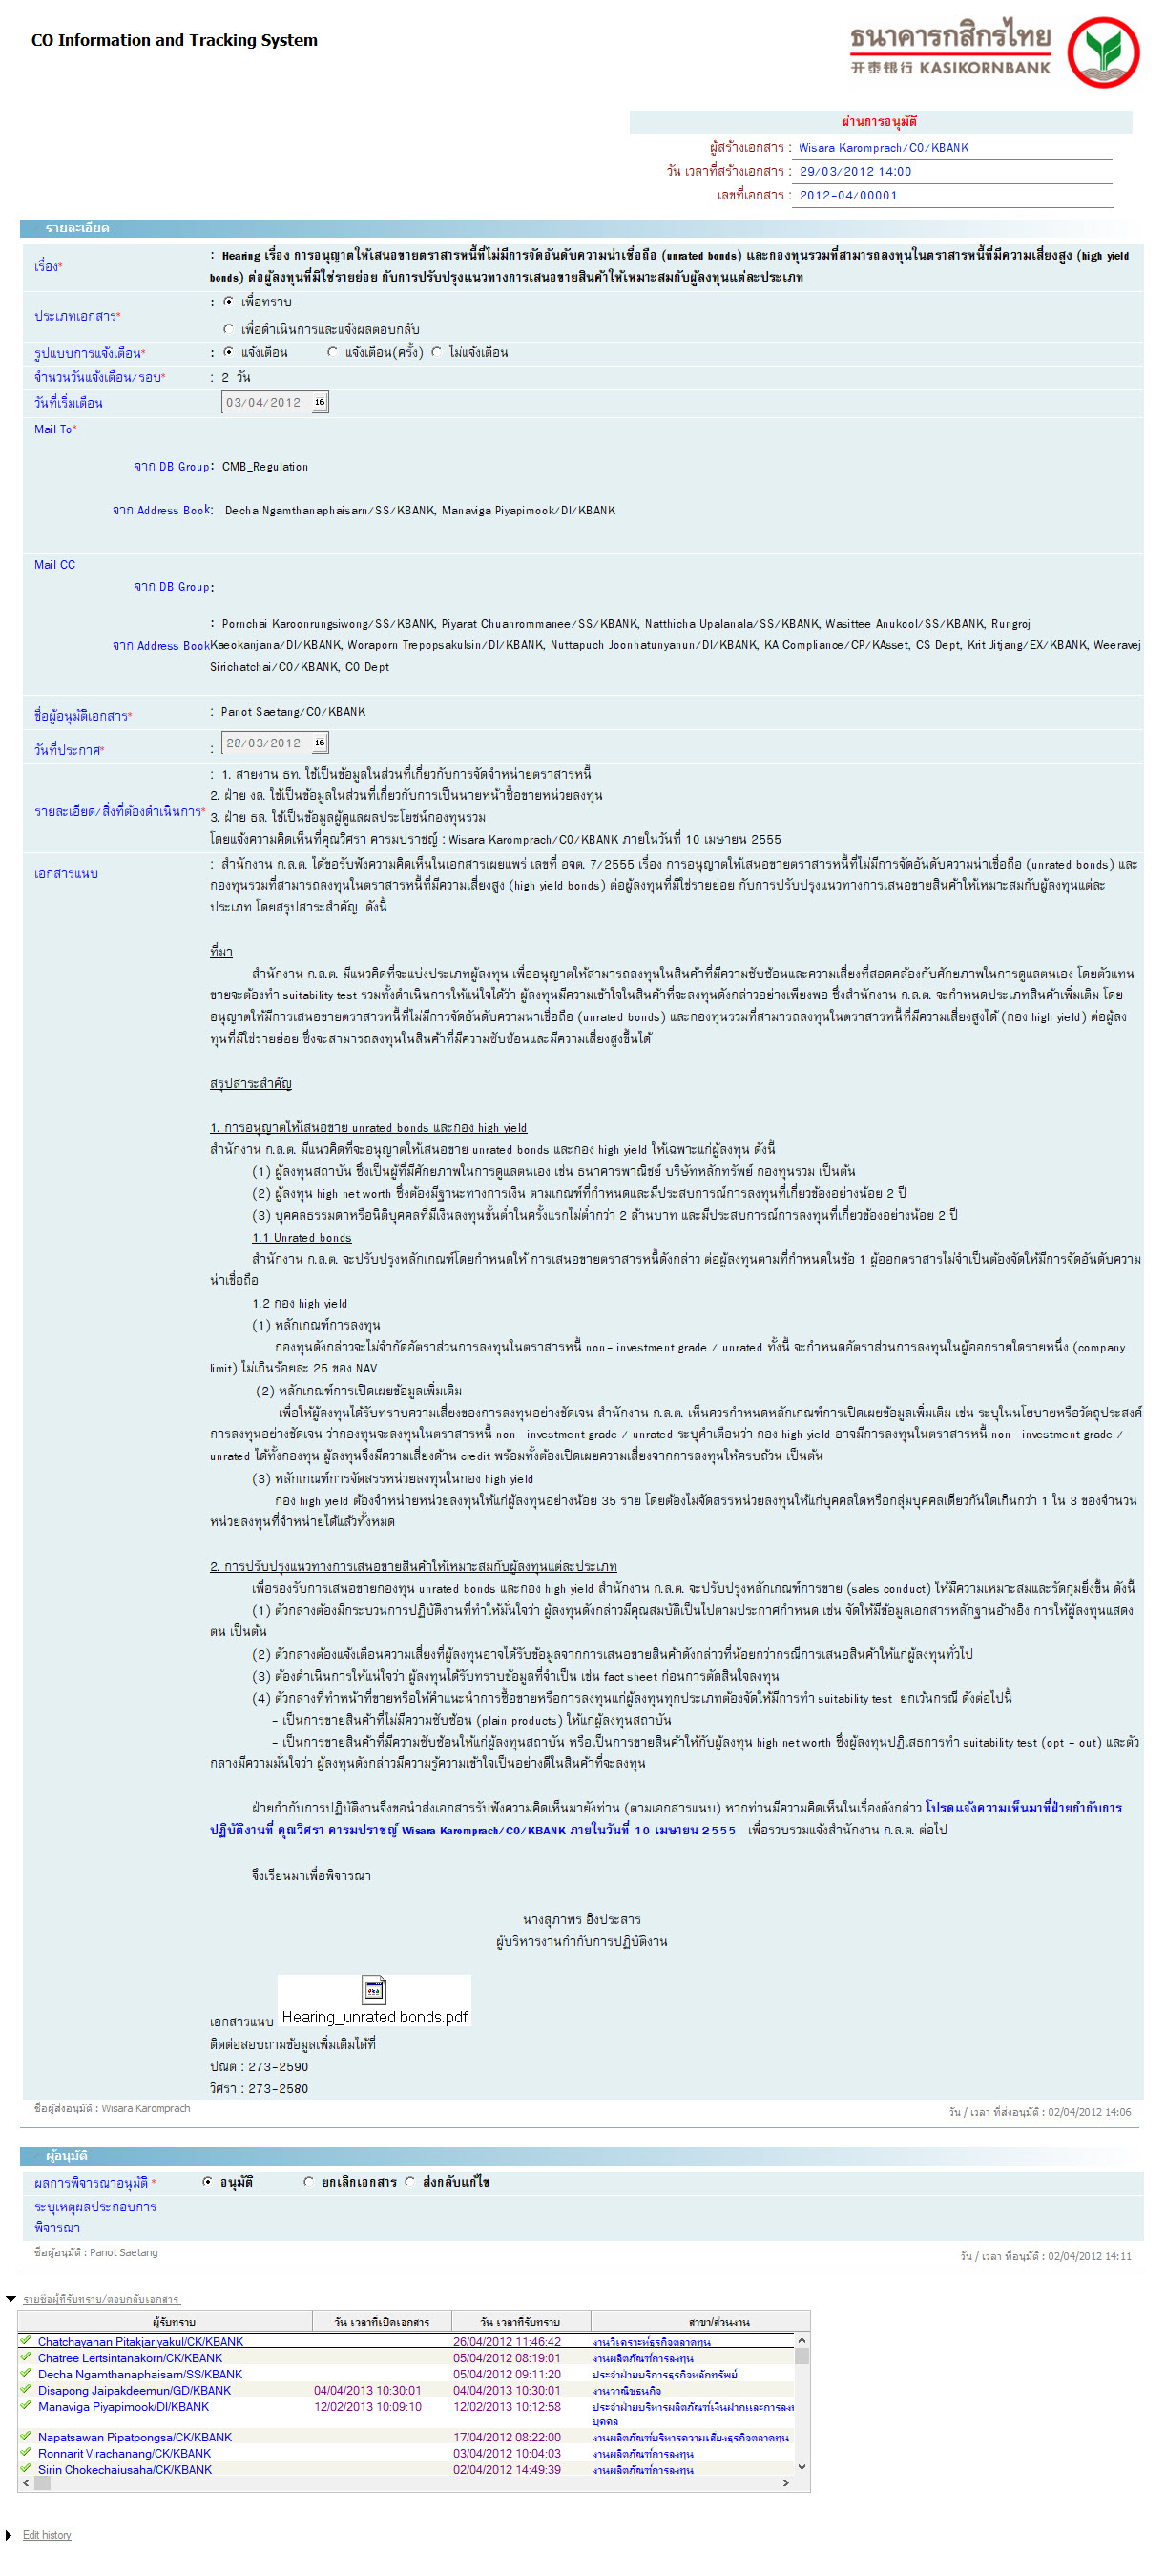 CO Information and Tracking System
ธนาคารกสิกรไทย
开泰银行 KASIKORNBANK
ผ่านการอนุมัติ
ผู้สร้างเอกสาร : Wisara Karomprach/CO/KBANK
วัน เวลาที่สร้างเอกสาร : 29/03/2012 14:00
เลขที่เอกสาร : 2012-04/00001
รายละเอียด
เรื่อง* : Hearing เรื่อง การอนุญาตให้เสนอขายตราสารหนี้ที่ไม่มีการจัดอันดับความน่าเชื่อถือ (unrated bonds) และกองทุนรวมที่สามารถลงทุนในตราสารหนี้ที่มีความเสี่ยงสูง (high yield
bonds) ต่อผู้ลงทุนที่มิใช่รายย่อย กับการปรับปรุงแนวทางการเสนอขายสินค้าให้เหมาะสมกับผู้ลงทุนแต่ละประเภท
ประเภทเอกสาร* : เพื่อทราบ
เพื่อดำเนินการและแจ้งผลตอบกลับ
รูปแบบการแจ้งเตือน* : แจ้งเตือน แจ้งเตือน(ครั้ง) ไม่แจ้งเตือน
จำนวนวันแจ้งเตือน/รอบ* : 2 วัน
วันที่เริ่มเตือน 03/04/2012 16
Mail To*
จาก DB Group: CMB_Regulation
จาก Address Book: Decha Ngamthanaphaisarn/SS/KBANK, Manaviga Piyapimook/DI/KBANK
Mail CC
จาก DB Group:
: Pornchai Karoonrungsiwong/SS/KBANK, Piyarat Chuanrommanee/SS/KBANK, Natthicha Upalanala/SS/KBANK, Wasittee Anukool/SS/KBANK, Rungroj
จาก Address Book Kaeokanjana/DI/KBANK, Woraporn Trepopsakulsin/DI/KBANK, Nuttapuch Joonhatunyanun/DI/KBANK, KA Compliance/CP/KAsset, CS Dept, Krit Jitjang/EX/KBANK, Weeravej
Sirichatchai/CO/KBANK, CO Dept
ชื่อผู้อนุมัติเอกสาร* : Panot Saetang/CO/KBANK
วันที่ประกาศ* : 28/03/2012 16
: 1. สายงาน ธท. ใช้เป็นข้อมูลในส่วนที่เกี่ยวกับการจัดจำหน่ายตราสารหนี้
2. ฝ่าย งล. ใช้เป็นข้อมูลในส่วนที่เกี่ยวกับการเป็นนายหน้าซื้อขายหน่วยลงทุน
รายละเอียด/สิ่งที่ต้องดำเนินการ* 3. ฝ่าย ธล. ใช้เป็นข้อมูลผู้ดูแลผลประโยชน์กองทุนรวม
โดยแจ้งความคิดเห็นที่คุณวิศรา คารมปราชญ์ : Wisara Karomprach/CO/KBANK ภายในวันที่ 10 เมษายน 2555
เอกสารแนบ : สำนักงาน ก.ล.ต. ได้ขอรับฟังความคิดเห็นในเอกสารเผยแพร่ เลขที่ อจต. 7/2555 เรื่อง การอนุญาตให้เสนอขายตราสารหนี้ที่ไม่มีการจัดอันดับความน่าเชื่อถือ (unrated bonds) และ
กองทุนรวมที่สามารถลงทุนในตราสารหนี้ที่มีความเสี่ยงสูง (high yield bonds) ต่อผู้ลงทุนที่มิใช่รายย่อย กับการปรับปรุงแนวทางการเสนอขายสินค้าให้เหมาะสมกับผู้ลงทุนแต่ละ
ประเภท โดยสรุปสาระสำคัญ ดังนี้
ที่มา
สำนักงาน ก.ล.ต. มีแนวคิดที่จะแบ่งประเภทผู้ลงทุน เพื่ออนุญาตให้สามารถลงทุนในสินค้าที่มีความซับซ้อนและความเสี่ยงที่สอดคล้องกับศักยภาพในการดูแลตนเอง โดยตัวแทน
ขายจะต้องทำ suitability test รวมทั้งดำเนินการให้แน่ใจได้ว่า ผู้ลงทุนมีความเข้าใจในสินค้าที่จะลงทุนดังกล่าวอย่างเพียงพอ ซึ่งสำนักงาน ก.ล.ต. จะกำหนดประเภทสินค้าเพิ่มเติม โดย
อนุญาตให้มีการเสนอขายตราสารหนี้ที่ไม่มีการจัดอันดับความน่าเชื่อถือ (unrated bonds) และกองทุนรวมที่สามารถลงทุนในตราสารหนี้ที่มีความเสี่ยงสูงได้ (กอง high yield) ต่อผู้ลง
ทุนที่มิใช่รายย่อย ซึ่งจะสามารถลงทุนในสินค้าที่มีความซับซ้อนและมีความเสี่ยงสูงขึ้นได้
สรุปสาระสำคัญ
1. การอนุญาตให้เสนอขาย unrated bonds และกอง high yield
สำนักงาน ก.ล.ต. มีแนวคิดที่จะอนุญาตให้เสนอขาย unrated bonds และกอง high yield ให้เฉพาะแก่ผู้ลงทุน ดังนี้
(1) ผู้ลงทุนสถาบัน ซึ่งเป็นผู้ที่มีศักยภาพในการดูแลตนเอง เช่น ธนาคารพาณิชย์ บริษัทหลักทรัพย์ กองทุนรวม เป็นต้น
(2) ผู้ลงทุน high net worth ซึ่งต้องมีฐานะทางการเงิน ตามเกณฑ์ที่กำหนดและมีประสบการณ์การลงทุนที่เกี่ยวข้องอย่างน้อย 2 ปี
(3) บุคคลธรรมดาหรือนิติบุคคลที่มีเงินลงทุนขั้นต่ำในครั้งแรกไม่ต่ำกว่า 2 ล้านบาท และมีประสบการณ์การลงทุนที่เกี่ยวข้องอย่างน้อย 2 ปี
1.1 Unrated bonds
สำนักงาน ก.ล.ต. จะปรับปรุงหลักเกณฑ์โดยกำหนดให้ การเสนอขายตราสารหนี้ดังกล่าว ต่อผู้ลงทุนตามที่กำหนดในข้อ 1 ผู้ออกตราสารไม่จำเป็นต้องจัดให้มีการจัดอันดับความ
น่าเชื่อถือ
1.2 กอง high yield
(1) หลักเกณฑ์การลงทุน
กองทุนดังกล่าวจะไม่จำกัดอัตราส่วนการลงทุนในตราสารหนี้ non- investment grade / unrated ทั้งนี้ จะกำหนดอัตราส่วนการลงทุนในผู้ออกรายใดรายหนึ่ง (company
limit) ไม่เกินร้อยละ 25 ของ NAV
(2) หลักเกณฑ์การเปิดเผยข้อมูลเพิ่มเติม
เพื่อให้ผู้ลงทุนได้รับทราบความเสี่ยงของการลงทุนอย่างชัดเจน สำนักงาน ก.ล.ต. เห็นควรกำหนดหลักเกณฑ์การเปิดเผยข้อมูลเพิ่มเติม เช่น ระบุในนโยบายหรือวัตถุประสงค์
การลงทุนอย่างชัดเจน ว่ากองทุนจะลงทุนในตราสารหนี้ non- investment grade / unrated ระบุคำเตือนว่า กอง high yield อาจมีการลงทุนในตราสารหนี้ non- investment grade /
unrated ได้ทั้งกองทุน ผู้ลงทุนจึงมีความเสี่ยงด้าน credit พร้อมทั้งต้องเปิดเผยความเสี่ยงจากการลงทุนให้ครบถ้วน เป็นต้น
(3) หลักเกณฑ์การจัดสรรหน่วยลงทุนในกอง high yield
กอง high yield ต้องจำหน่ายหน่วยลงทุนให้แก่ผู้ลงทุนอย่างน้อย 35 ราย โดยต้องไม่จัดสรรหน่วยลงทุนให้แก่บุคคลใดหรือกลุ่มบุคคลเดียวกันใดเกินกว่า 1 ใน 3 ของจำนวน
หน่วยลงทุนที่จำหน่ายได้แล้วทั้งหมด
2. การปรับปรุงแนวทางการเสนอขายสินค้าให้เหมาะสมกับผู้ลงทุนแต่ละประเภท
เพื่อรองรับการเสนอขายกองทุน unrated bonds และกอง high yield สำนักงาน ก.ล.ต. จะปรับปรุงหลักเกณฑ์การขาย (sales conduct) ให้มีความเหมาะสมและรัดกุมยิ่งขึ้น ดังนี้
(1) ตัวกลางต้องมีกระบวนการปฏิบัติงานที่ทำให้มั่นใจว่า ผู้ลงทุนดังกล่าวมีคุณสมบัติเป็นไปตามประกาศกำหนด เช่น จัดให้มีข้อมูลเอกสารหลักฐานอ้างอิง การให้ผู้ลงทุนแสดง
ตน เป็นต้น
(2) ตัวกลางต้องแจ้งเตือนความเสี่ยงที่ผู้ลงทุนอาจได้รับข้อมูลจากการเสนอขายสินค้าดังกล่าวที่น้อยกว่ากรณีการเสนอสินค้าให้แก่ผู้ลงทุนทั่วไป
(3) ต้องดำเนินการให้แน่ใจว่า ผู้ลงทุนได้รับทราบข้อมูลที่จำเป็น เช่น fact sheet ก่อนการตัดสินใจลงทุน
(4) ตัวกลางที่ทำหน้าที่ขายหรือให้คำแนะนำการซื้อขายหรือการลงทุนแก่ผู้ลงทุนทุกประเภทต้องจัดให้มีการทำ suitability test ยกเว้นกรณี ดังต่อไปนี้
- เป็นการขายสินค้าที่ไม่มีความซับซ้อน (plain products) ให้แก่ผู้ลงทุนสถาบัน
- เป็นการขายสินค้าที่มีความซับซ้อนให้แก่ผู้ลงทุนสถาบัน หรือเป็นการขายสินค้าให้กับผู้ลงทุน high net worth ซึ่งผู้ลงทุนปฏิเสธการทำ suitability test (opt - out) และตัว
กลางมีความมั่นใจว่า ผู้ลงทุนดังกล่าวมีความรู้ความเข้าใจเป็นอย่างดีในสินค้าที่จะลงทุน
ฝ่ายกำกับการปฏิบัติงานจึงขอนำส่งเอกสารรับฟังความคิดเห็นมายังท่าน (ตามเอกสารแนบ) หากท่านมีความคิดเห็นในเรื่องดังกล่าว โปรดแจ้งความเห็นมาที่ฝ่ายกำกับการ
ปฏิบัติงานที่ คุณวิศรา คารมปราชญ์ Wisara Karomprach/CO/KBANK ภายในวันที่ 10 เมษายน 2555 เพื่อรวบรวมแจ้งสำนักงาน ก.ล.ต. ต่อไป
จึงเรียนมาเพื่อพิจารณา
นางสุภาพร อิงประสาร
ผู้บริหารงานกำกับการปฏิบัติงาน
เอกสารแนบ Hearing_unrated bonds.pdf
ติดต่อสอบถามข้อมูลเพิ่มเติมได้ที่
ปณต : 273-2590
วิศรา : 273-2580
ชื่อผู้ส่งอนุมัติ : Wisara Karomprach วัน / เวลา ที่ส่งอนุมัติ : 02/04/2012 14:06
ผู้อนุมัติ
ผลการพิจารณาอนุมัติ * อนุมัติ ยกเลิกเอกสาร ส่งกลับแก้ไข
ระบุเหตุผลประกอบการ
พิจารณา
ชื่อผู้อนุมัติ : Panot Saetang วัน / เวลา ที่อนุมัติ : 02/04/2012 14:11
รายชื่อผู้ที่รับทราบ/ตอบกลับเอกสาร
ผู้รับทราบ วัน เวลาที่เปิดเอกสาร วัน เวลาที่รับทราบ สาขา/ส่วนงาน
Chatchayanan Pitakjariyakul/CK/KBANK 26/04/2012 11:46:42 งานวิเคราะห์ธุรกิจตลาดทุน
Chatree Lertsintanakorn/CK/KBANK 05/04/2012 08:19:01 งานผลิตภัณฑ์การลงทุน
Decha Ngamthanaphaisarn/SS/KBANK 05/04/2012 09:11:20 ประจำฝ่ายบริการธุรกิจหลักทรัพย์
Disapong Jaipakdeemun/GD/KBANK 04/04/2013 10:30:01 04/04/2013 10:30:01 งานวาณิชธนกิจ
Manaviga Piyapimook/DI/KBANK 12/02/2013 10:09:10 12/02/2013 10:12:58 ประจำฝ่ายบริหารผลิตภัณฑ์เงินฝากและการลงท
บุคคล
Napatsawan Pipatpongsa/CK/KBANK 17/04/2012 08:22:00 งานผลิตภัณฑ์บริหารความเสี่ยงธุรกิจตลาดทุน
Ronnarit Virachanang/CK/KBANK 03/04/2012 10:04:03 งานผลิตภัณฑ์การลงทุน
Sirin Chokechaiusaha/CK/KBANK 02/04/2012 14:49:39 งานผลิตภัณฑ์การลงทุน
Edit history